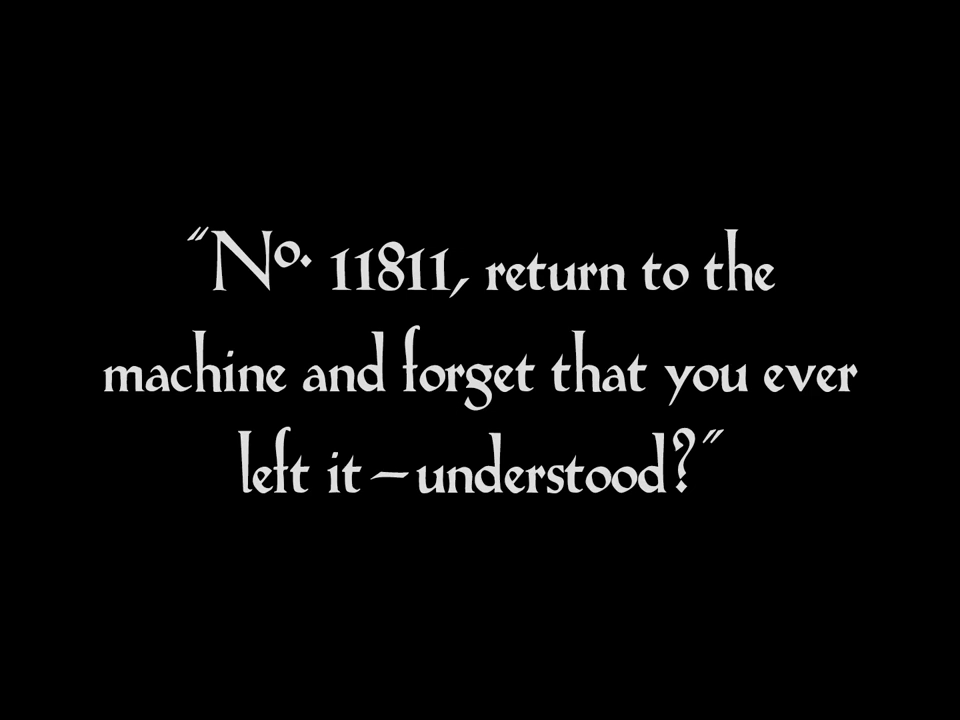 "No. 11811, return to the
machine and forget that you ever
left it—understood?"